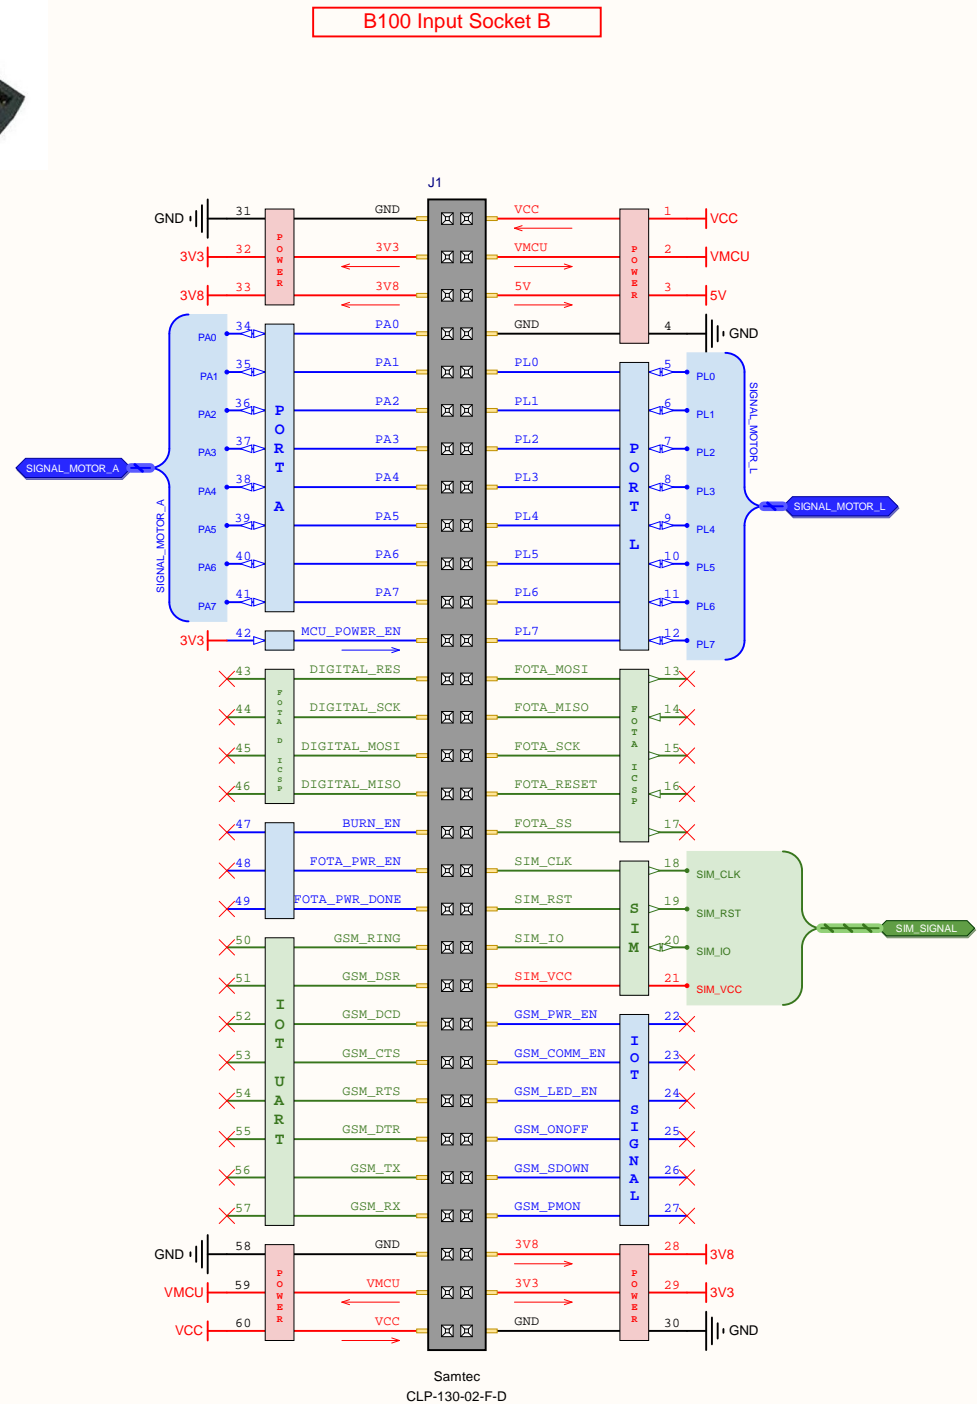 B100 Input Socket B
J1
GND 31 GND VCC 1 VCC
3V3 32 3V3 VMCU 2 VMCU
3V8 33 3V8 5V 3 5V
POWER
POWER
PA0 34 PA0 GND 4 GND
PA1 35 PA1 PL0 5 PL0
PA2 36 PA2 PL1 6 PL1
PA3 37 PA3 PL2 7 PL2
PA4 38 PA4 PL3 8 PL3
PA5 39 PA5 PL4 9 PL4
PA6 40 PA6 PL5 10 PL5
PA7 41 PA7 PL6 11 PL6
3V3 42 MCU_POWER_EN PL7 12 PL7
SIGNAL_MOTOR_A
SIGNAL_MOTOR_A
PORT A
PORT L
SIGNAL_MOTOR_L
SIGNAL_MOTOR_L
43 DIGITAL_RES FOTA_MOSI 13
44 DIGITAL_SCK FOTA_MISO 14
45 DIGITAL_MOSI FOTA_SCK 15
46 DIGITAL_MISO FOTA_RESET 16
47 BURN_EN FOTA_SS 17
FOTA D ICSP
FOTA ICSP
48 FOTA_PWR_EN SIM_CLK 18 SIM_CLK
49 FOTA_PWR_DONE SIM_RST 19 SIM_RST
50 GSM_RING SIM_IO 20 SIM_IO
51 GSM_DSR SIM_VCC 21 SIM_VCC
SIM
SIM_SIGNAL
52 GSM_DCD GSM_PWR_EN 22
53 GSM_CTS GSM_COMM_EN 23
54 GSM_RTS GSM_LED_EN 24
55 GSM_DTR GSM_ONOFF 25
56 GSM_TX GSM_SDOWN 26
57 GSM_RX GSM_PMON 27
IOT UART
IOT SIGNAL
GND 58 GND 3V8 28 3V8
VMCU 59 VMCU 3V3 29 3V3
VCC 60 VCC GND 30 GND
POWER
POWER
Samtec
CLP-130-02-F-D